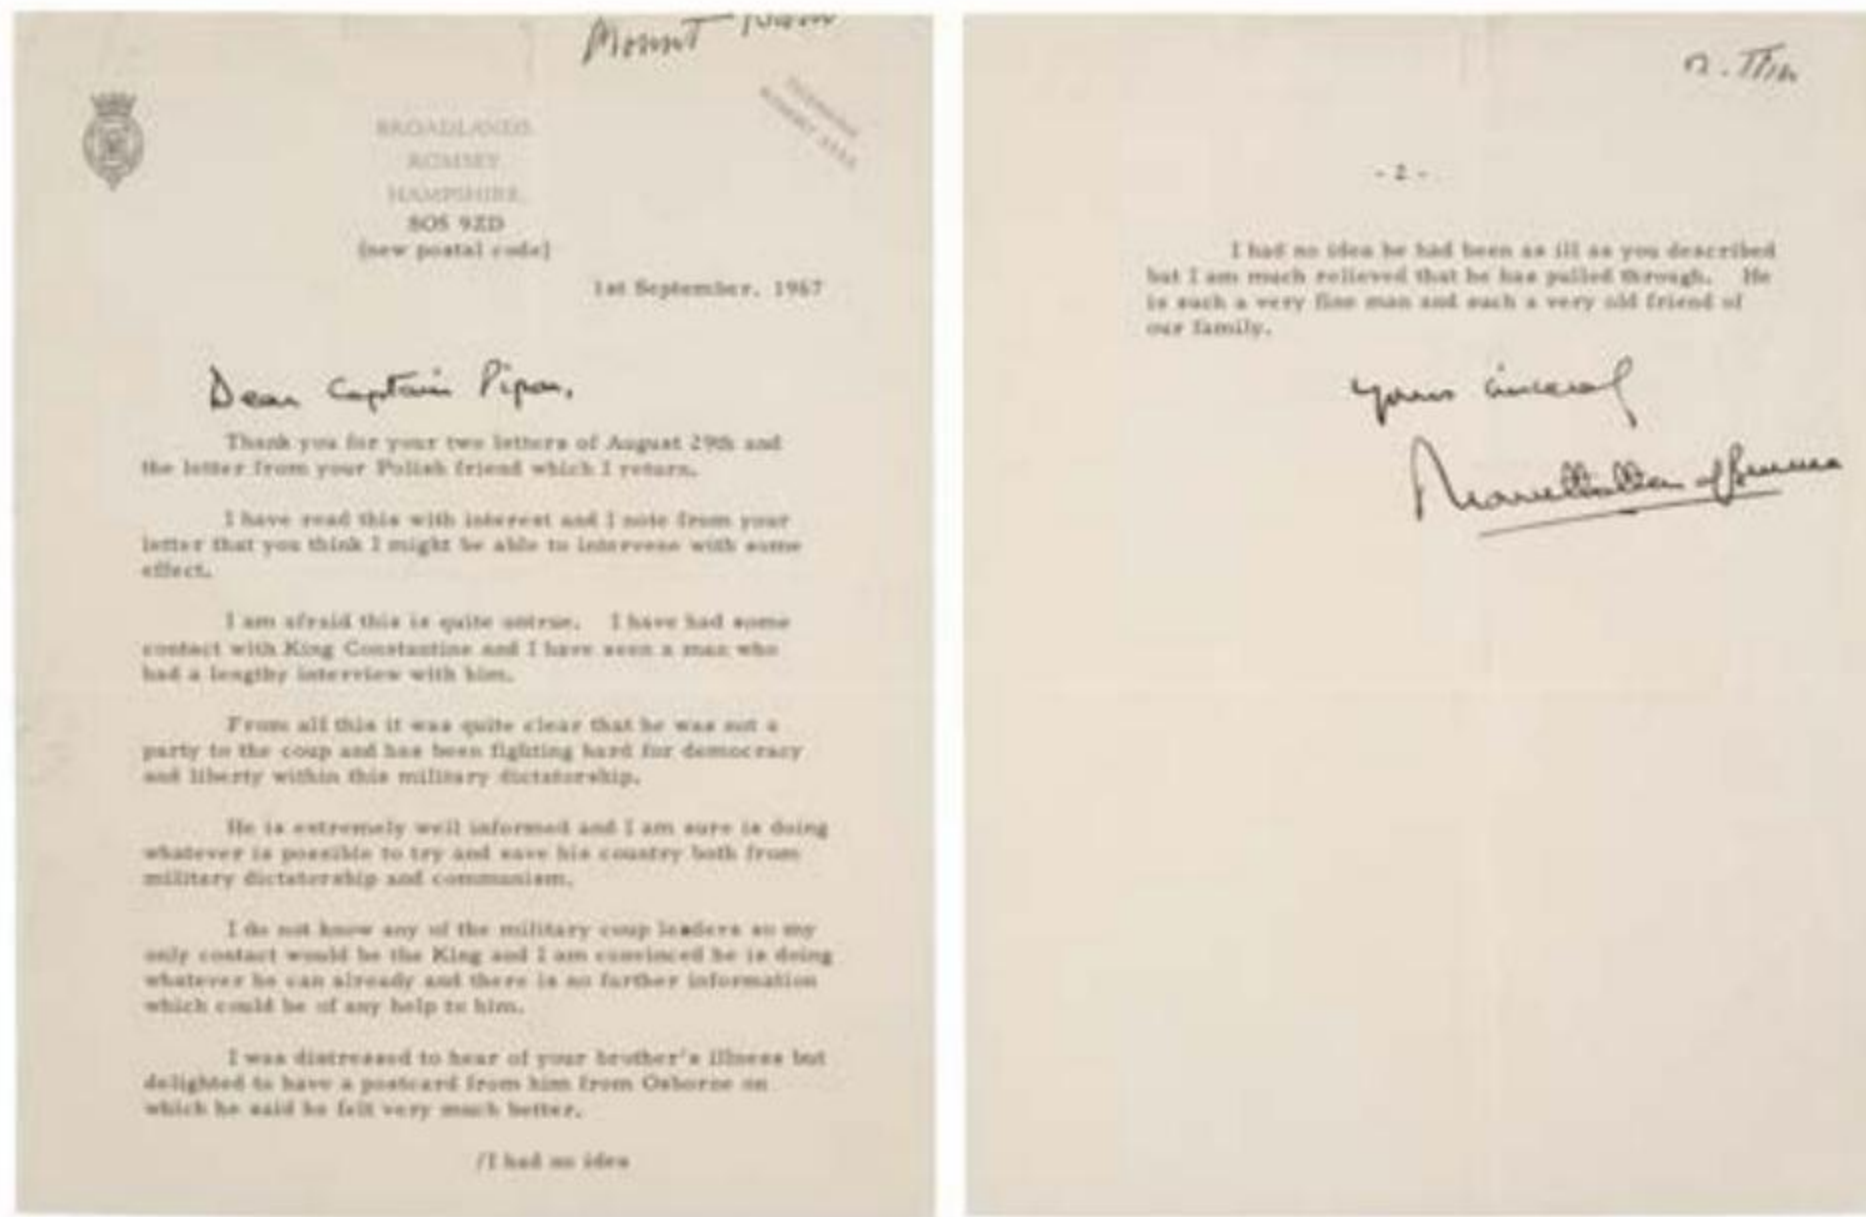 BROADLANDS.
ROMSEY
HAMPSHIRE.
SO5 9ZD
(new postal code)
1st September, 1967
Dear Captain Pipon,
Thank you for your two letters of August 29th and
the letter from your Polish friend which I return.
I have read this with interest and I note from your
letter that you think I might be able to intervene with some
effect.
I am afraid this is quite untrue. I have had some
contact with King Constantine and I have seen a man who
had a lengthy interview with him.
From all this it was quite clear that he was not a
party to the coup and has been fighting hard for democracy
and liberty within this military dictatorship.
He is extremely well informed and I am sure is doing
whatever is possible to try and save his country both from
military dictatorship and communism.
I do not know any of the military coup leaders so my
only contact would be the King and I am convinced he is doing
whatever he can already and there is no further information
which could be of any help to him.
I was distressed to hear of your brother's illness but
delighted to have a postcard from him from Osborne on
which he said he felt very much better.
/I had no idea
- 2 -
I had no idea he had been as ill as you described
but I am much relieved that he has pulled through. He
is such a very fine man and such a very old friend of
our family.
Yours sincerely
Mountbatten of Burma